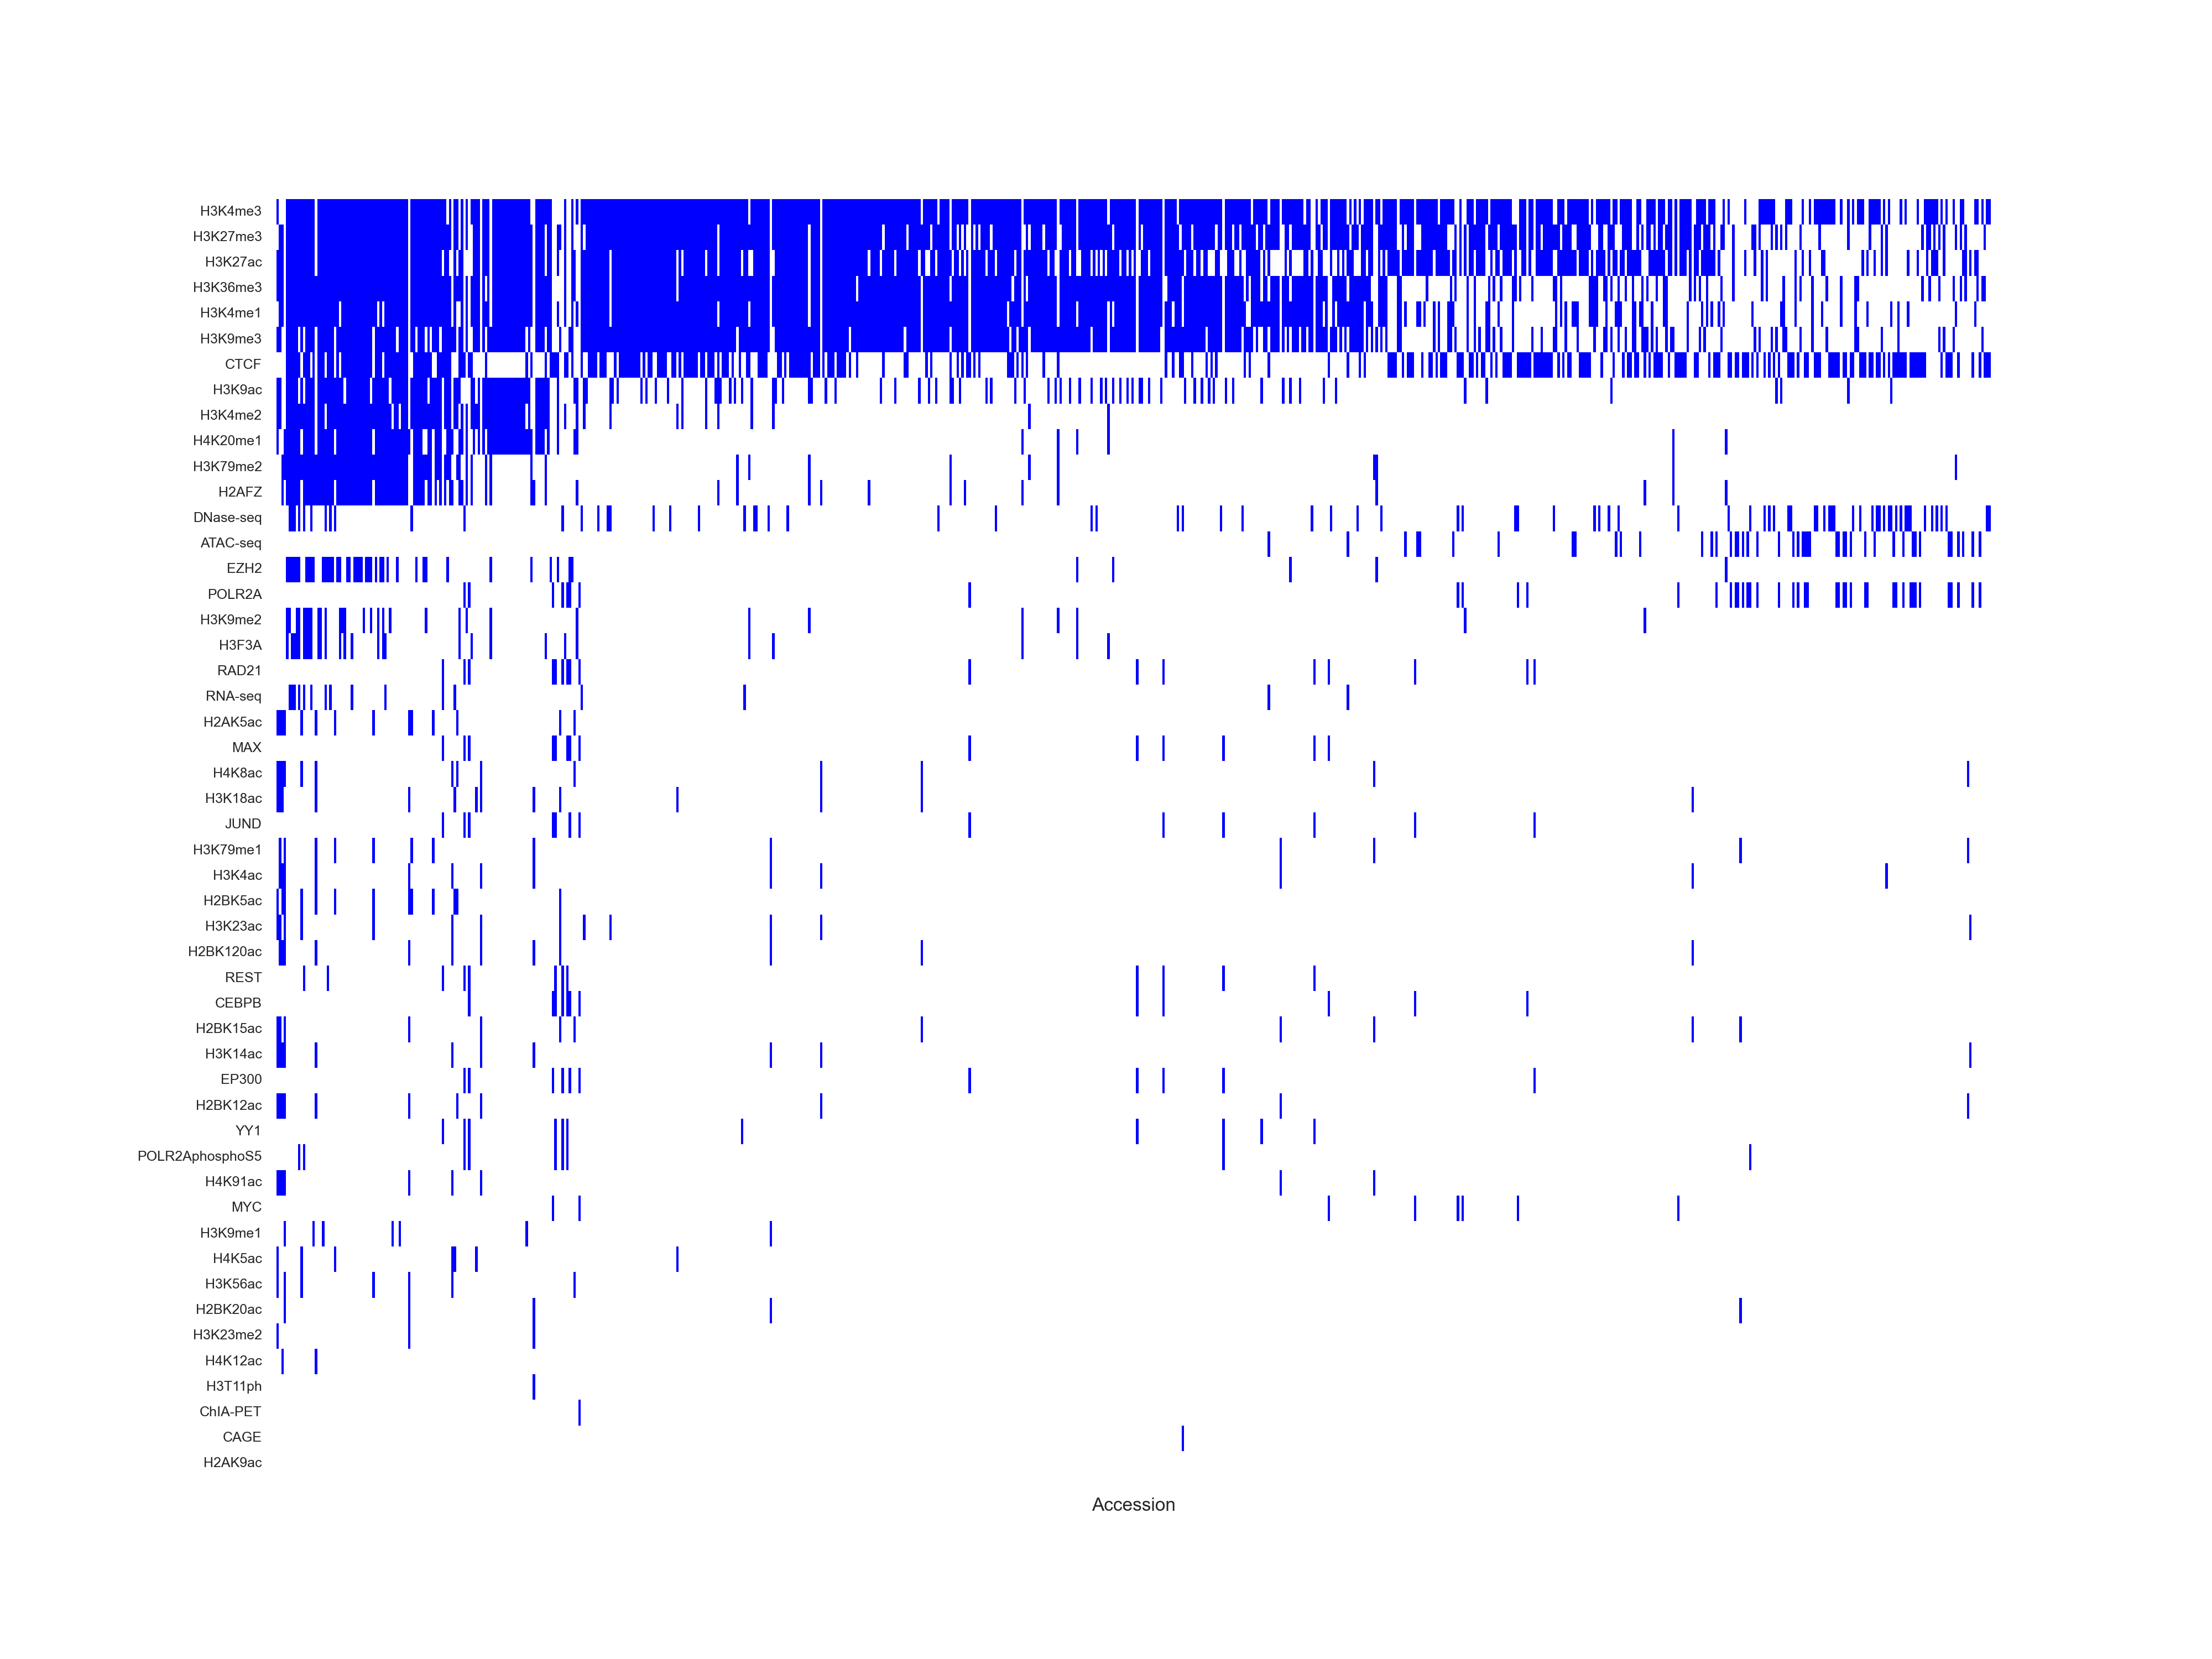 H3K4me3
H3K27me3
H3K27ac
H3K36me3
H3K4me1
H3K9me3
CTCF
H3K9ac
H3K4me2
H4K20me1
H3K79me2
H2AFZ
DNase-seq
ATAC-seq
EZH2
POLR2A
H3K9me2
H3F3A
RAD21
RNA-seq
H2AK5ac
MAX
H4K8ac
H3K18ac
JUND
H3K79me1
H3K4ac
H2BK5ac
H3K23ac
H2BK120ac
REST
CEBPB
H2BK15ac
H3K14ac
EP300
H2BK12ac
YY1
POLR2AphosphoS5
H4K91ac
MYC
H3K9me1
H4K5ac
H3K56ac
H2BK20ac
H3K23me2
H4K12ac
H3T11ph
ChIA-PET
CAGE
H2AK9ac
Accession